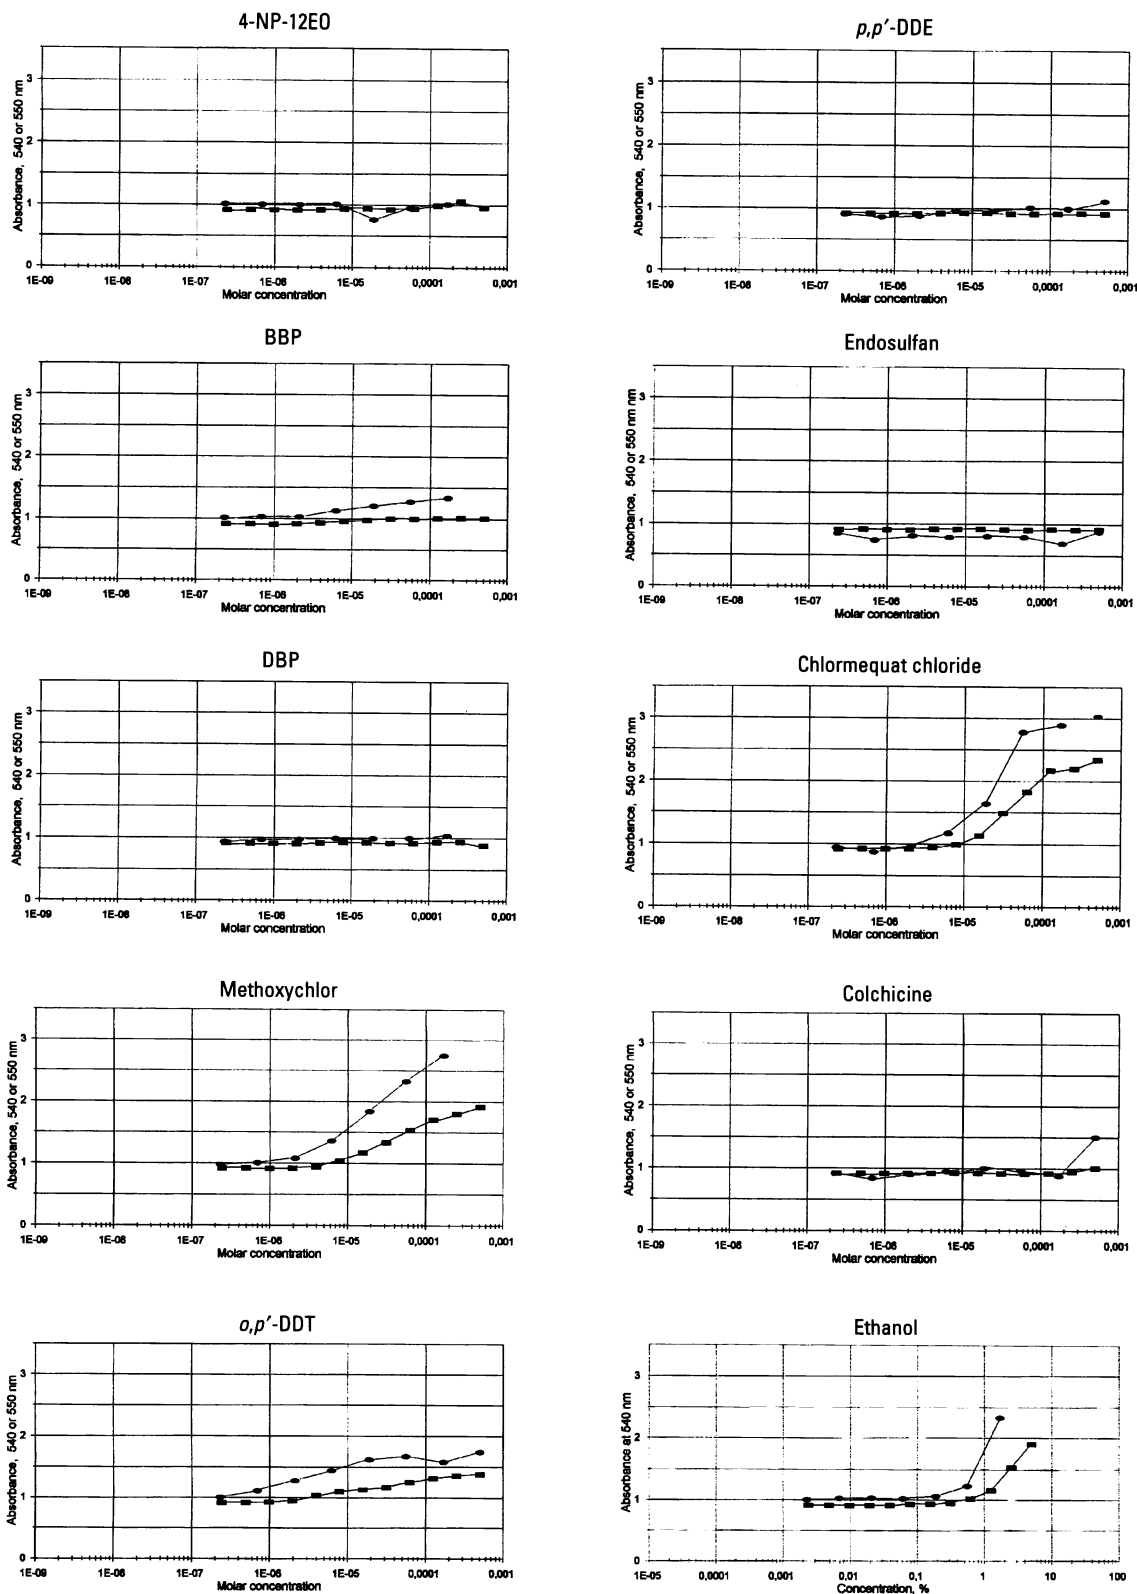 4-NP-12EO
Absorbance, 540 or 550 nm
3
2
1
0
1E-09 1E-08 1E-07 1E-06 1E-05 0,0001 0,001
Molar concentration
p,p′-DDE
Absorbance, 540 or 550 nm
3
2
1
0
1E-09 1E-08 1E-07 1E-06 1E-05 0,0001 0,001
Molar concentration
BBP
Absorbance, 540 or 550 nm
3
2
1
0
1E-09 1E-08 1E-07 1E-06 1E-05 0,0001 0,001
Molar concentration
Endosulfan
Absorbance, 540 or 550 nm nm
3
2
1
0
1E-09 1E-08 1E-07 1E-06 1E-05 0,0001 0,001
Molar concentration
DBP
Absorbance, 540 or 550 nm
3
2
1
0
1E-09 1E-08 1E-07 1E-06 1E-05 0,0001 0,001
Molar concentration
Chlormequat chloride
Absorbance, 540 or 550 nm
3
2
1
0
1E-09 1E-08 1E-07 1E-06 1E-05 0,0001 0,001
Molar concentration
Methoxychlor
Absorbance, 540 or 550 nm
3
2
1
0
1E-09 1E-08 1E-07 1E-06 1E-05 0,0001 0,001
Molar concentration
Colchicine
Absorbance, 540 or 550 nm
3
2
1
0
1E-09 1E-08 1E-07 1E-06 1E-05 0,0001 0,001
Molar concentration
o,p′-DDT
Absorbance, 540 or 550 nm
3
2
1
0
1E-09 1E-08 1E-07 1E-06 1E-05 0,0001 0,001
Molar concentration
Ethanol
Absorbance at 540 nm
3
2
1
0
1E-05 0,0001 0,001 0,01 0,1 1 10 100
Concentration, %